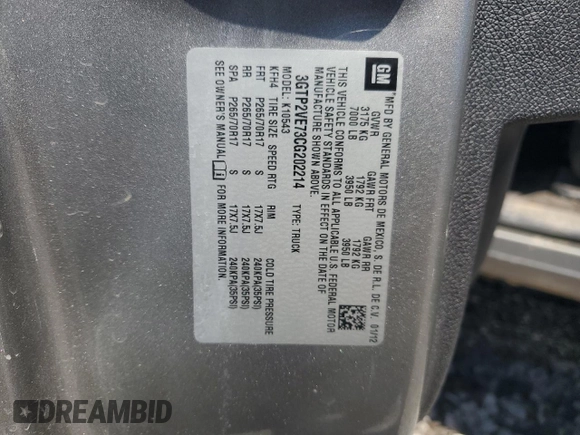 GM
MFD BY GENERAL MOTORS DE MEXICO, S. DE R.L. DE C.V. 01/12
GVWR GAWR FRT GAWR RR
3175 KG 1792 KG 1792 KG
7000 LB 3950 LB 3950 LB
THIS VEHICLE CONFORMS TO ALL APPLICABLE U.S. FEDERAL MOTOR
VEHICLE SAFETY STANDARDS IN EFFECT ON THE DATE OF
MANUFACTURE SHOWN ABOVE.
3GTP2VE73CG202214 TYPE: TRUCK
MODEL: K10543
KFH4 TIRE SIZE SPEED RTG RIM COLD TIRE PRESSURE
FRT P265/70R17 S 17X7.5J 240KPA(35PSI)
RR P265/70R17 S 17X7.5J 240KPA(35PSI)
SPA P265/70R17 S 17X7.5J 240KPA(35PSI)
SEE OWNER'S MANUAL FOR MORE INFORMATION.
DREAMBID